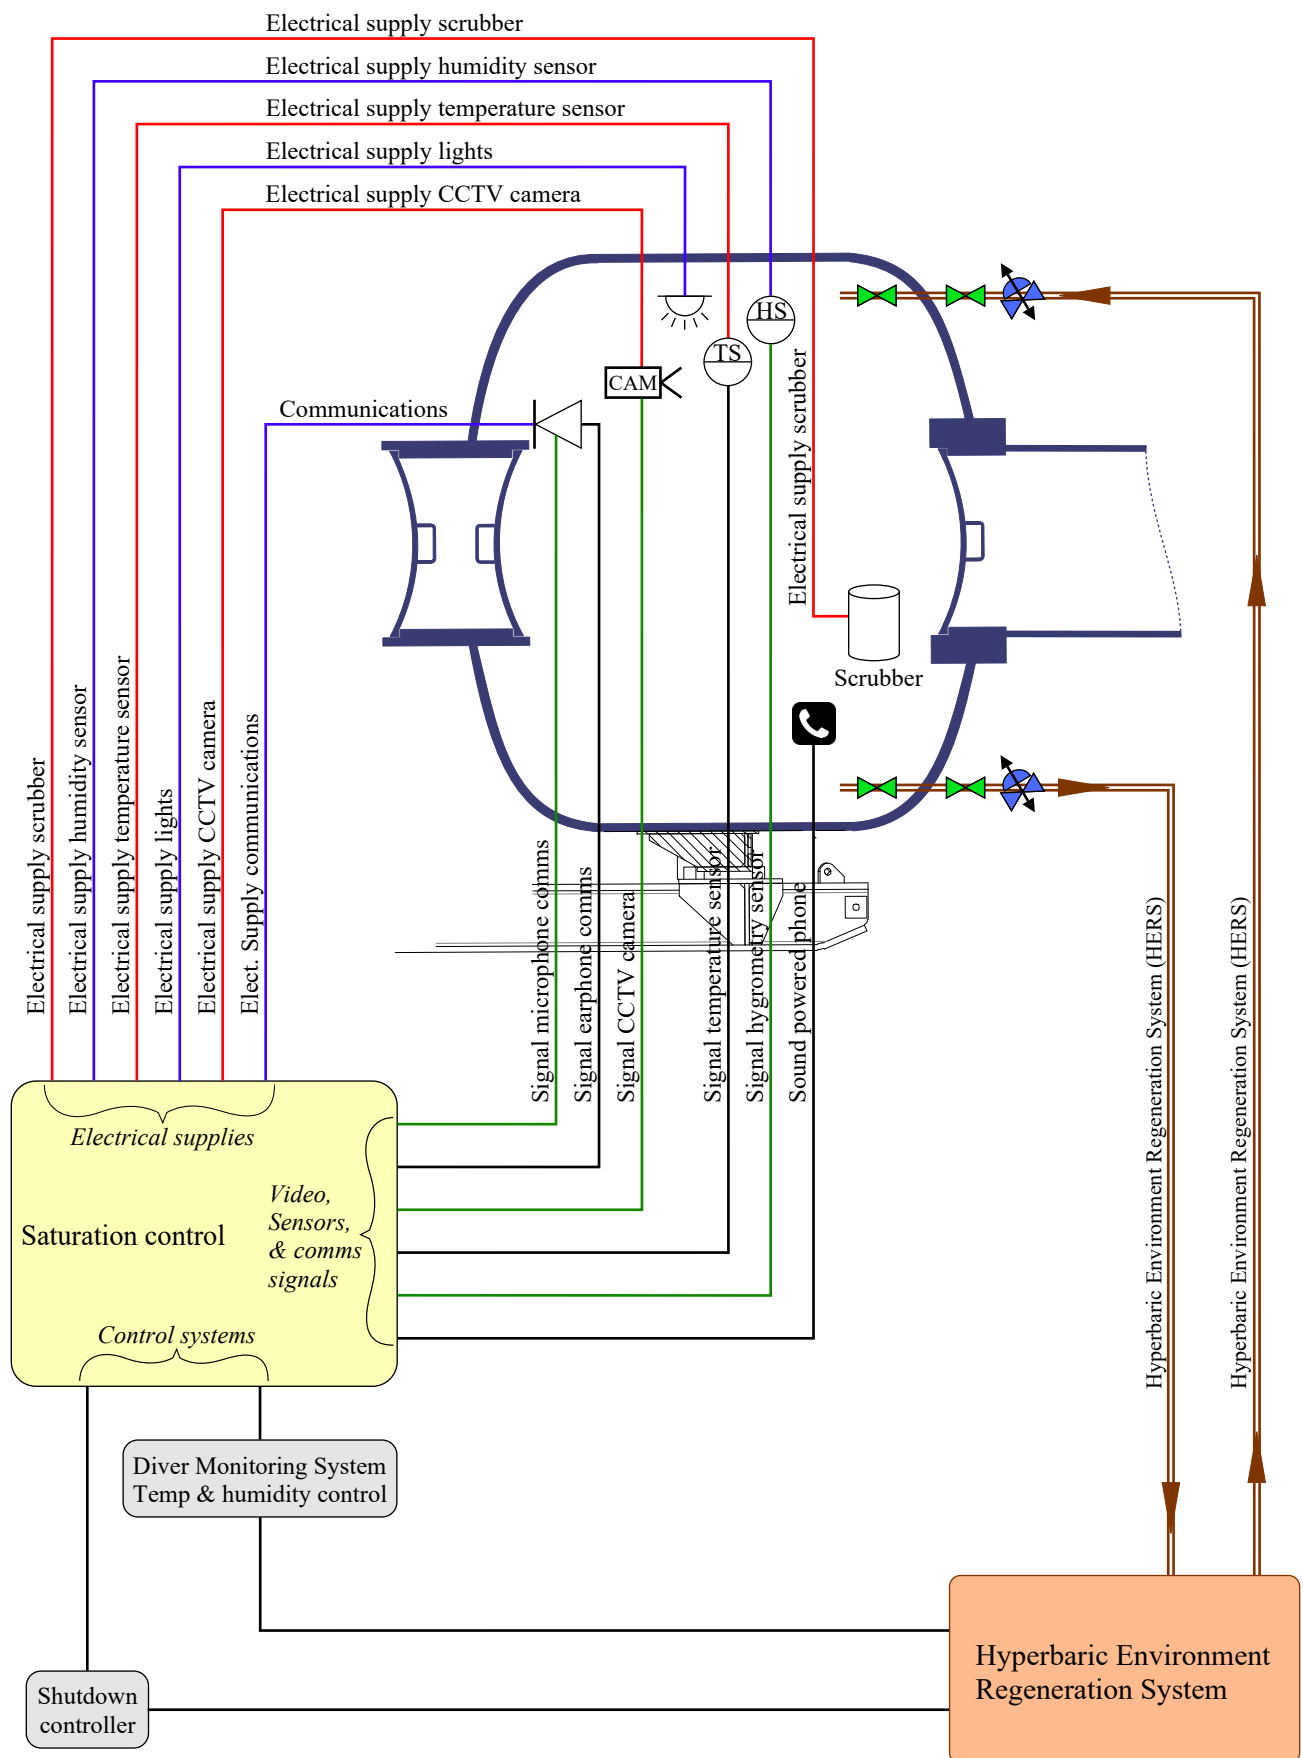 Electrical supply scrubber
Electrical supply humidity sensor
Electrical supply temperature sensor
Electrical supply lights
Electrical supply CCTV camera
HS
TS
CAM
Communications
Electrical supply scrubber
Scrubber
Electrical supply scrubber
Electrical supply humidity sensor
Electrical supply temperature sensor
Electrical supply lights
Electrical supply CCTV camera
Elect. Supply communications
Signal microphone comms
Signal earphone comms
Signal CCTV camera
Signal temperature sensor
Signal hygrometry sensor
Sound powered phone
Hyperbaric Environment Regeneration System (HERS)
Hyperbaric Environment Regeneration System (HERS)
Electrical supplies
Video,
Sensors,
& comms
signals
Saturation control
Control systems
Diver Monitoring System
Temp & humidity control
Shutdown
controller
Hyperbaric Environment
Regeneration System